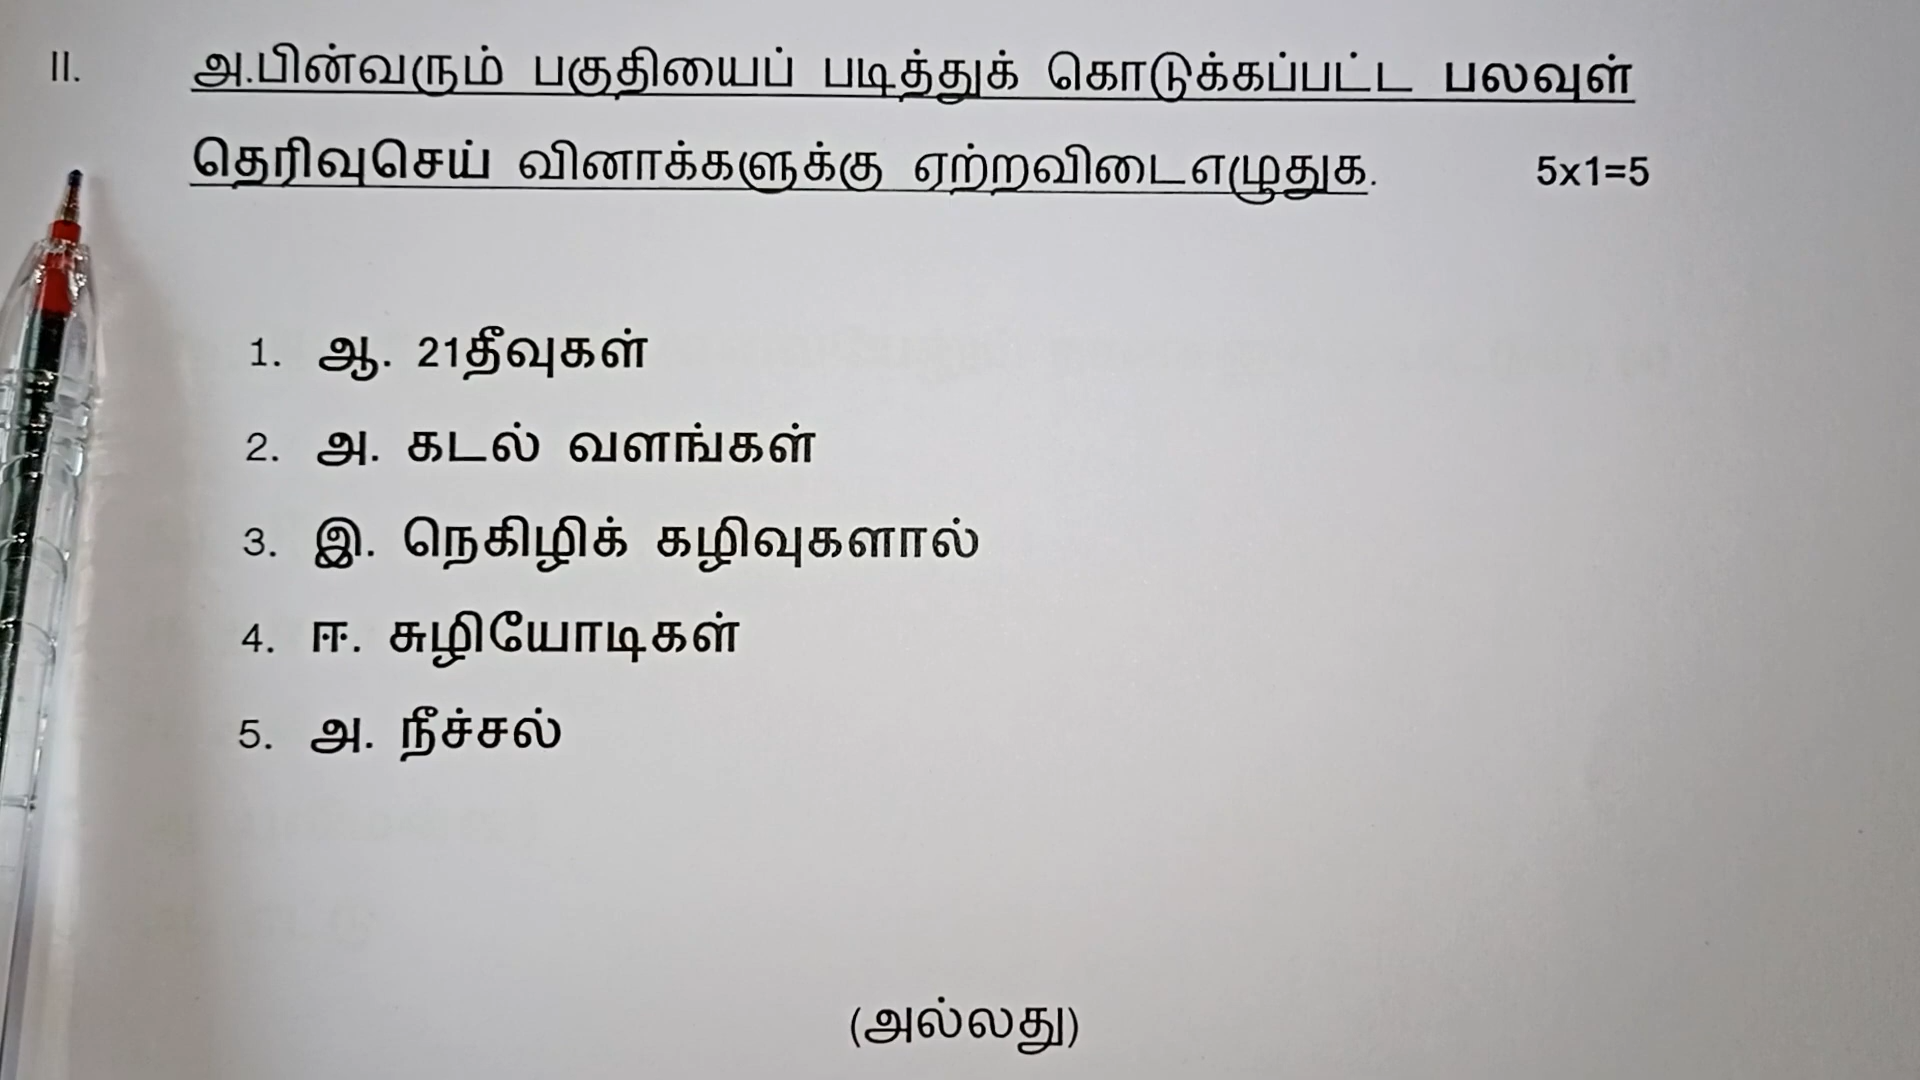 II. அ.பின்வரும் பகுதியைப் படித்துக் கொடுக்கப்பட்ட பலவுள்
தெரிவுசெய் வினாக்களுக்கு ஏற்றவிடைஎழுதுக. 5x1=5
1. ஆ. 21தீவுகள்
2. அ. கடல் வளங்கள்
3. இ. நெகிழிக் கழிவுகளால்
4. ஈ. சுழியோடிகள்
5. அ. நீச்சல்
(அல்லது)